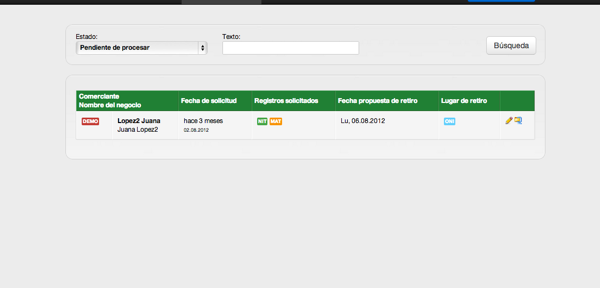 Estado:
Texto:
Pendiente de procesar
Búsqueda
Comerciante
Nombre del negocio
Fecha de solicitud
Registros solicitados
Fecha propuesta de retiro
Lugar de retiro
DEMO
Lopez2 Juana
Juana Lopez2
hace 3 meses
02.08.2012
NIT MAT
Lu, 06.08.2012